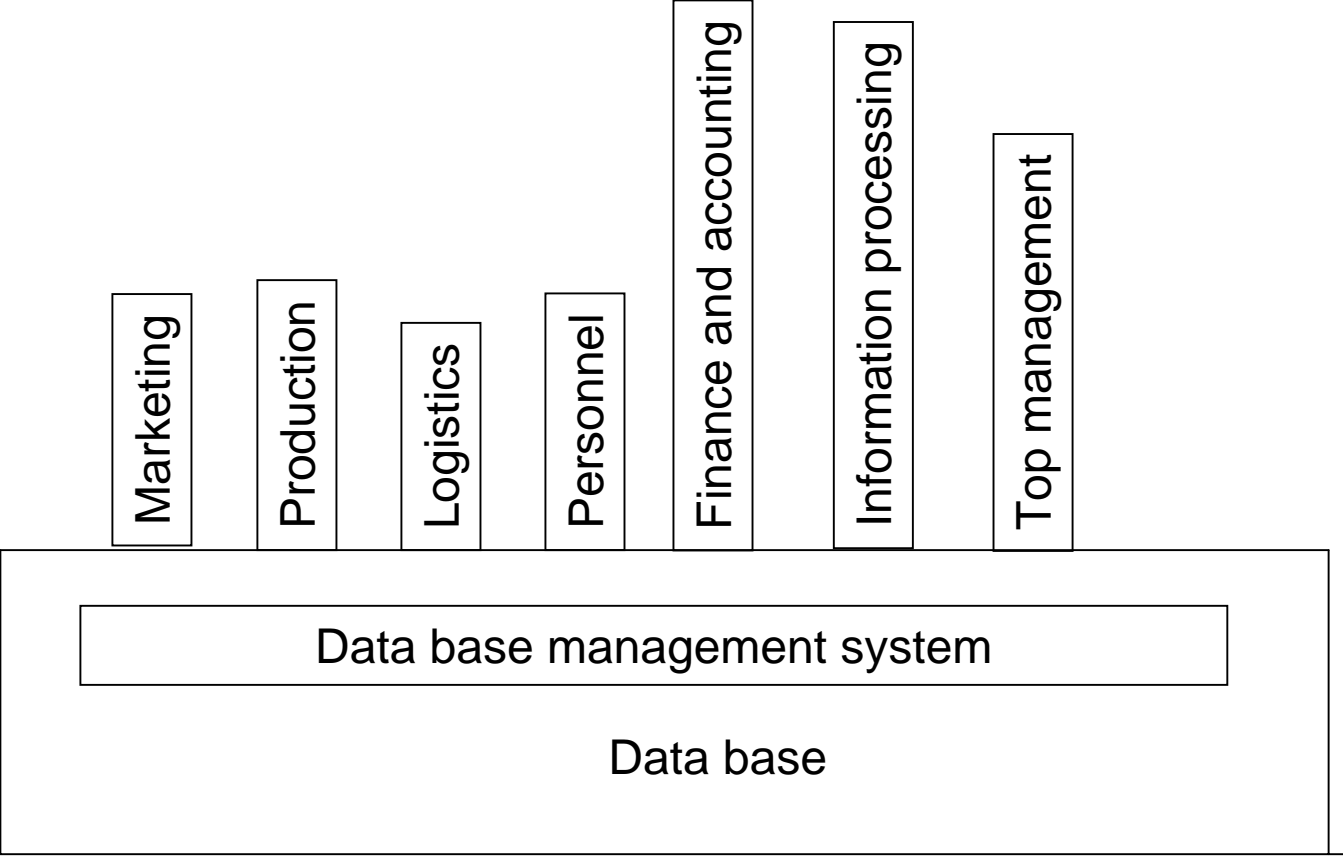 Marketing
Production
Logistics
Personnel
Finance and accounting
Information processing
Top management
Data base management system
Data base